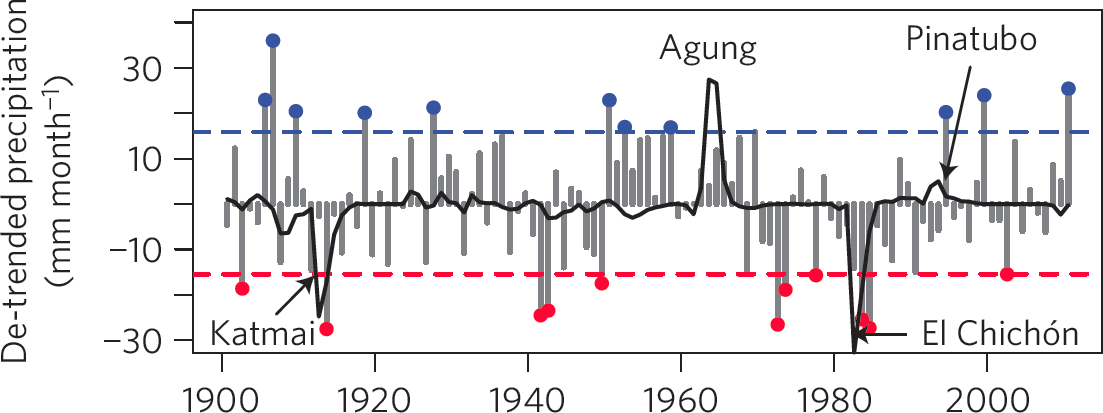 De-trended precipitation
(mm month⁻¹)
30
10
−10
−30
Agung
Pinatubo
Katmai
El Chichón
1900 1920 1940 1960 1980 2000